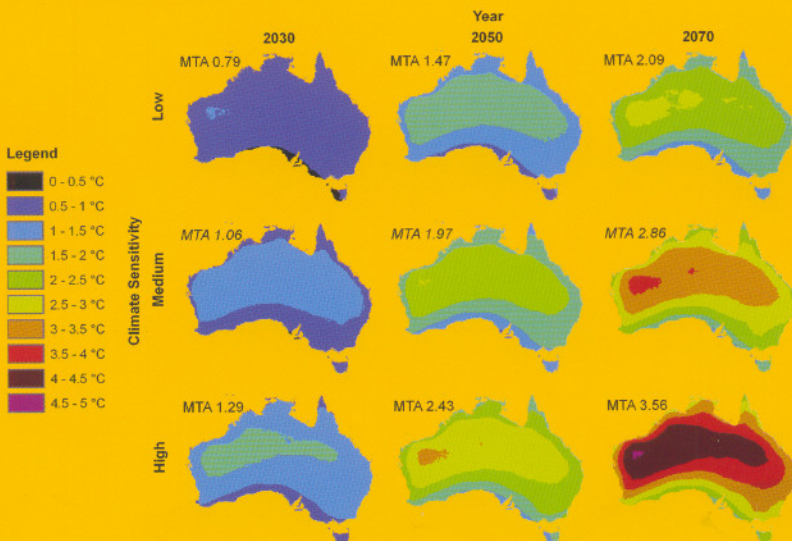 Year
2030
2050
2070
Low
MTA 0.79
MTA 1.47
MTA 2.09
Legend
0 - 0.5 °C
0.5 - 1 °C
1 - 1.5 °C
1.5 - 2 °C
2 - 2.5 °C
2.5 - 3 °C
3 - 3.5 °C
3.5 - 4 °C
4 - 4.5 °C
4.5 - 5 °C
Climate Sensitivity
Medium
MTA 1.06
MTA 1.97
MTA 2.86
High
MTA 1.29
MTA 2.43
MTA 3.56